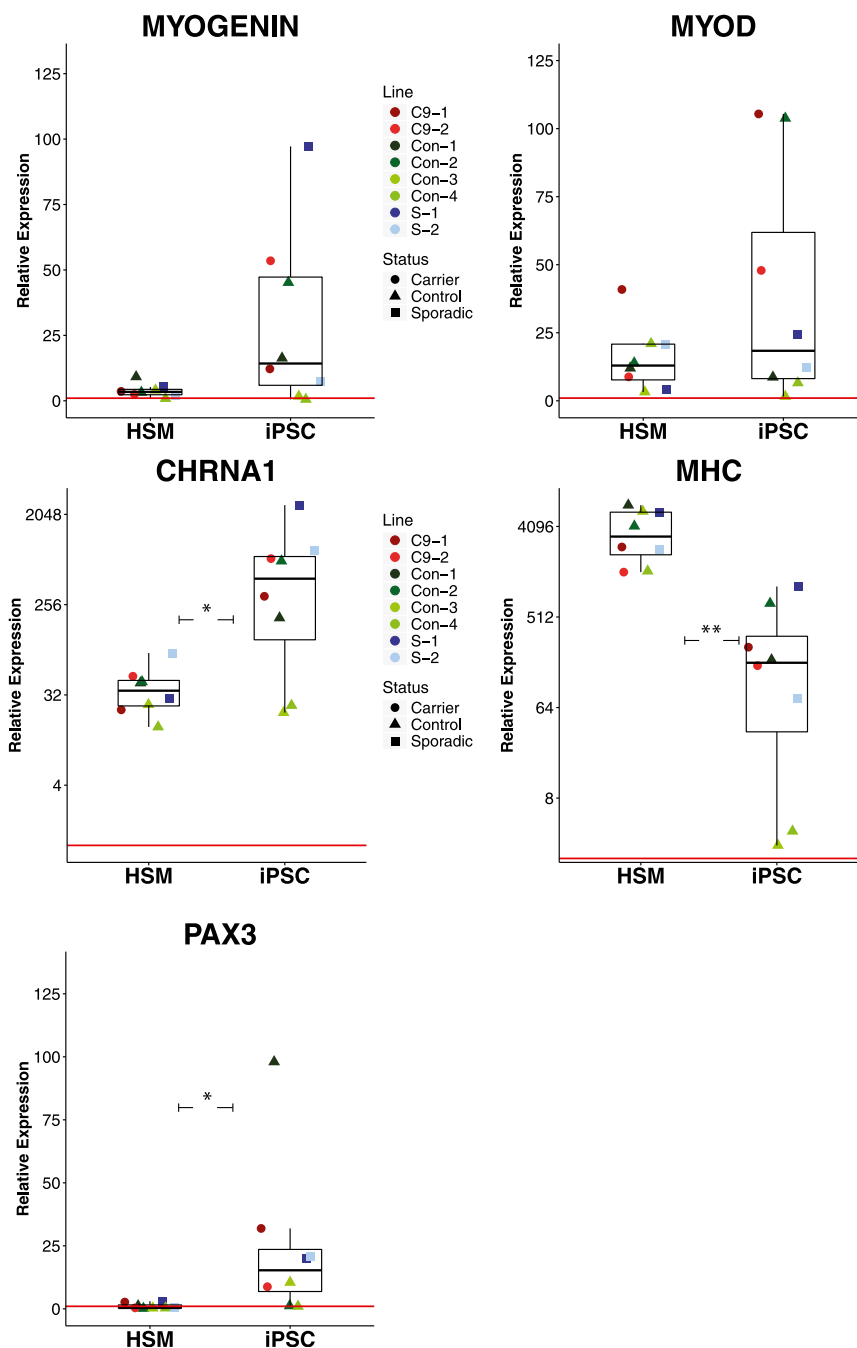 MYOGENIN
125
100
75
50
25
0
Relative Expression
HSM
iPSC
Line
C9−1
C9−2
Con−1
Con−2
Con−3
Con−4
S−1
S−2
Status
Carrier
Control
Sporadic
MYOD
125
100
75
50
25
0
Relative Expression
HSM
iPSC
CHRNA1
2048
256
32
4
Relative Expression
*
HSM
iPSC
Line
C9−1
C9−2
Con−1
Con−2
Con−3
Con−4
S−1
S−2
Status
Carrier
Control
Sporadic
MHC
4096
512
64
8
Relative Expression
**
HSM
iPSC
PAX3
125
100
75
50
25
0
Relative Expression
*
HSM
iPSC